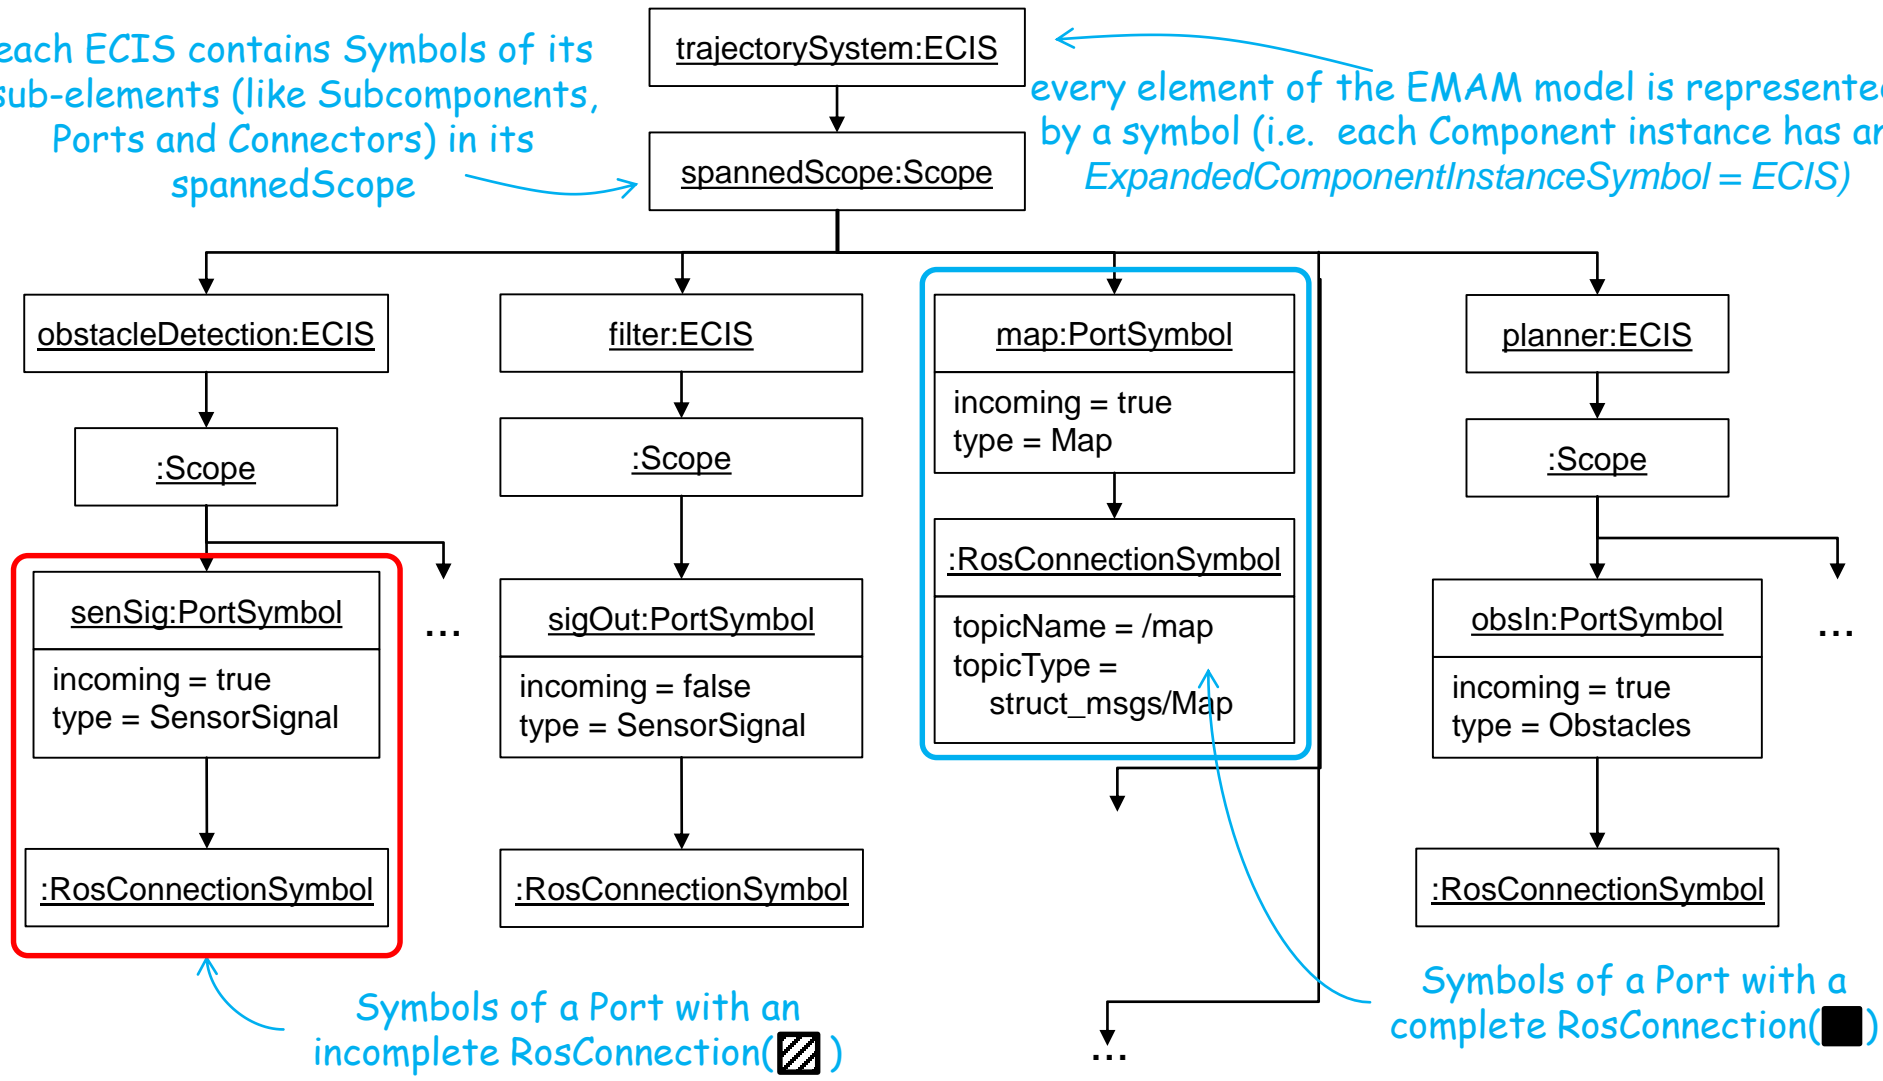 trajectorySystem:ECIS
each ECIS contains Symbols of its
sub-elements (like Subcomponents,
Ports and Connectors) in its
spannedScope
every element of the EMAM model is represented
by a symbol (i.e. each Component instance has an
ExpandedComponentInstanceSymbol = ECIS)
spannedScope:Scope
obstacleDetection:ECIS
filter:ECIS
map:PortSymbol
incoming = true
type = Map
planner:ECIS
:Scope
:Scope
:Scope
:RosConnectionSymbol
topicName = /map
topicType =
struct_msgs/Map
senSig:PortSymbol
incoming = true
type = SensorSignal
...
sigOut:PortSymbol
incoming = false
type = SensorSignal
obsIn:PortSymbol
incoming = true
type = Obstacles
...
:RosConnectionSymbol
:RosConnectionSymbol
:RosConnectionSymbol
Symbols of a Port with an
incomplete RosConnection( )
...
Symbols of a Port with a
complete RosConnection( )